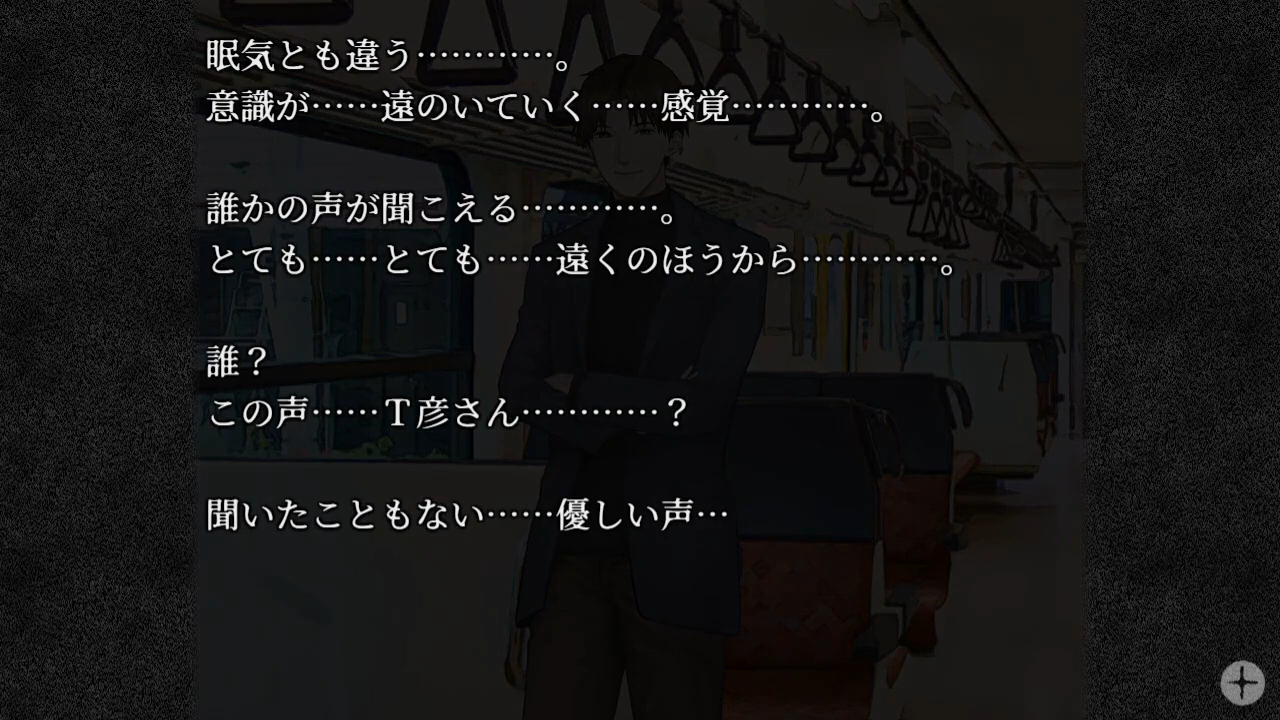 眠気とも違う…………。
意識が……遠のいていく……感覚…………。
誰かの声が聞こえる…………。
とても……とても……遠くのほうから…………。
誰？
この声……Ｔ彦さん…………？
聞いたこともない……優しい声…